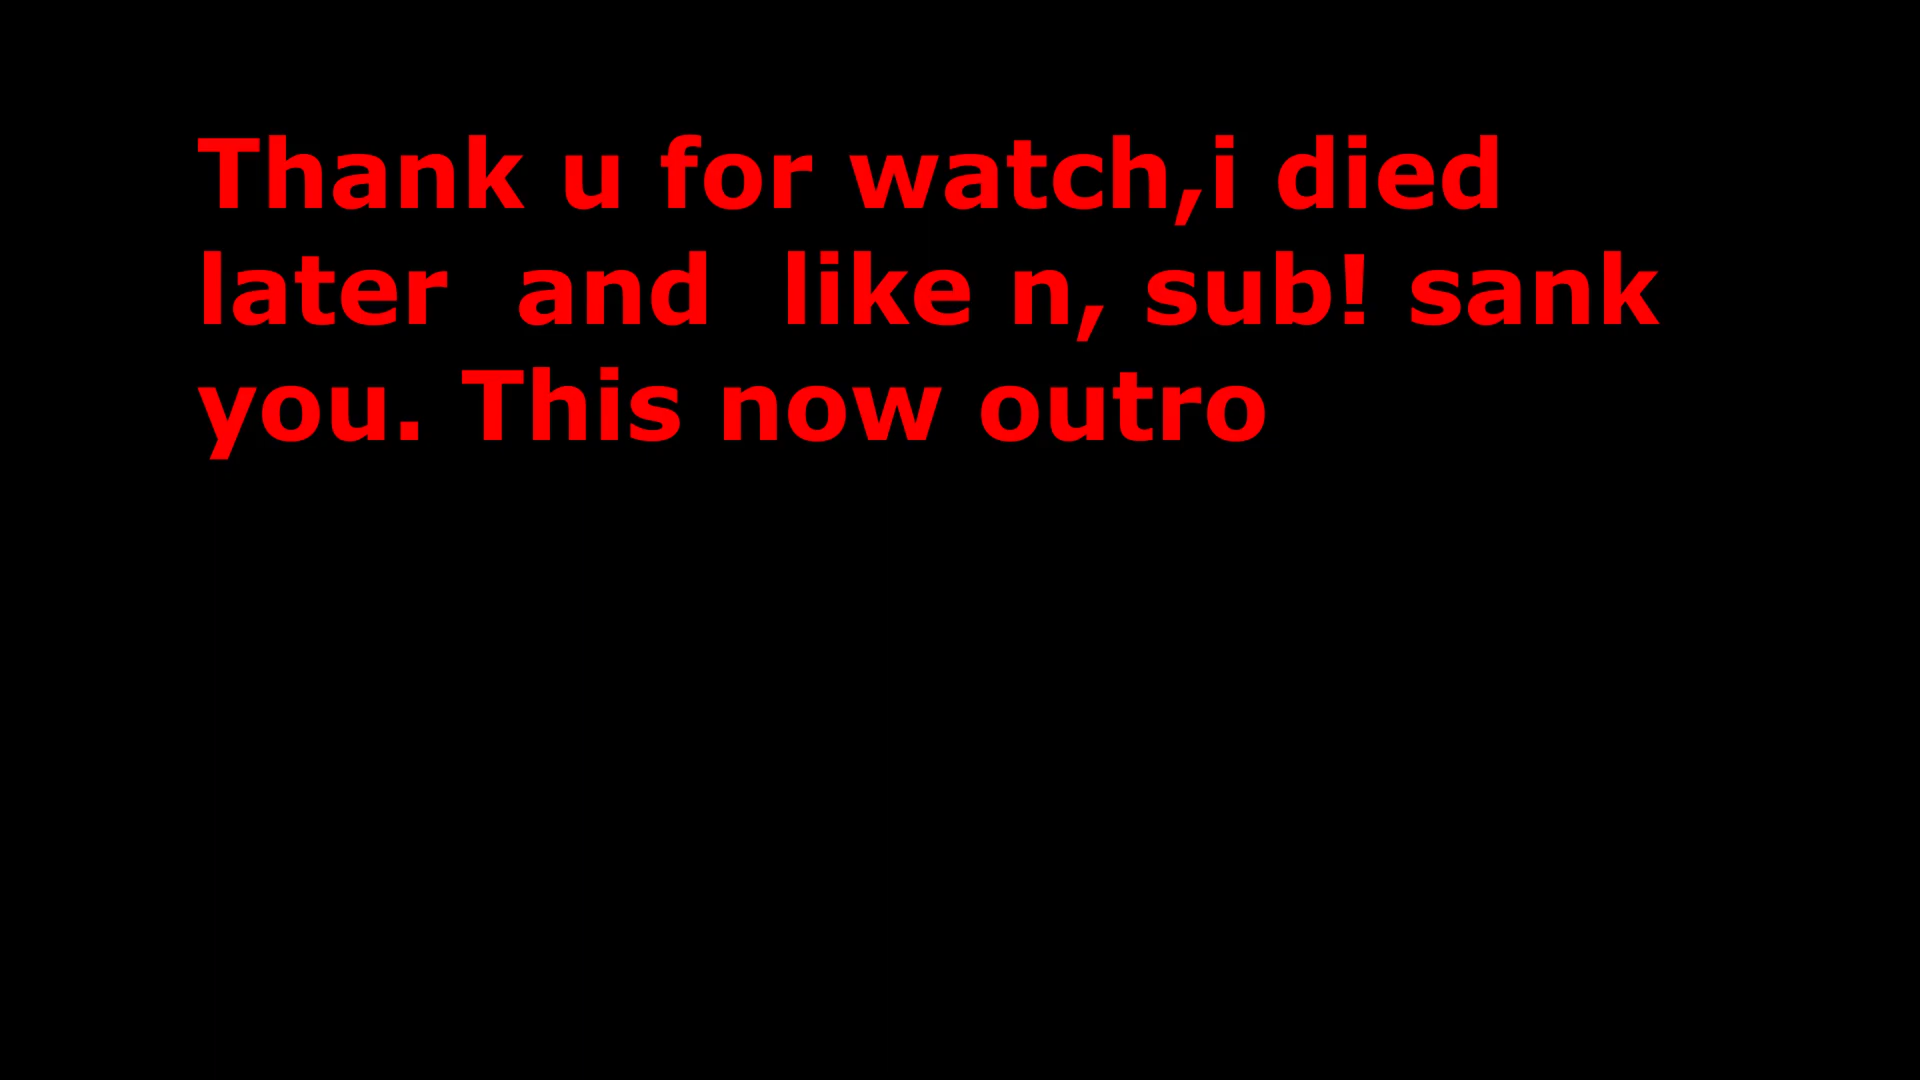 Thank u for watch,i died
later  and  like n, sub! sank
you. This now outro